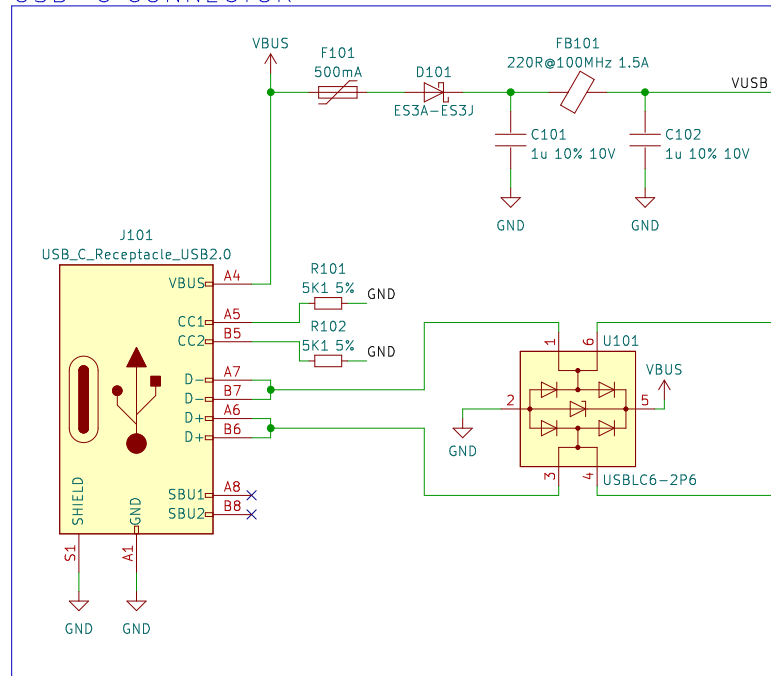 USB-C CONNECTOR
VBUS
F101
500mA
D101
ES3A-ES3J
FB101
220R@100MHz 1.5A
VUSB
C101
1u 10% 10V
C102
1u 10% 10V
GND
GND
J101
USB_C_Receptacle_USB2.0
VBUS
A4
CC1
A5
CC2
B5
D-
A7
D-
B7
D+
A6
D+
B6
SBU1
A8
SBU2
B8
SHIELD
GND
S1
A1
GND
GND
R101
5K1 5%
GND
R102
5K1 5%
GND
1
6
U101
VBUS
2
5
GND
3
4
USBLC6-2P6